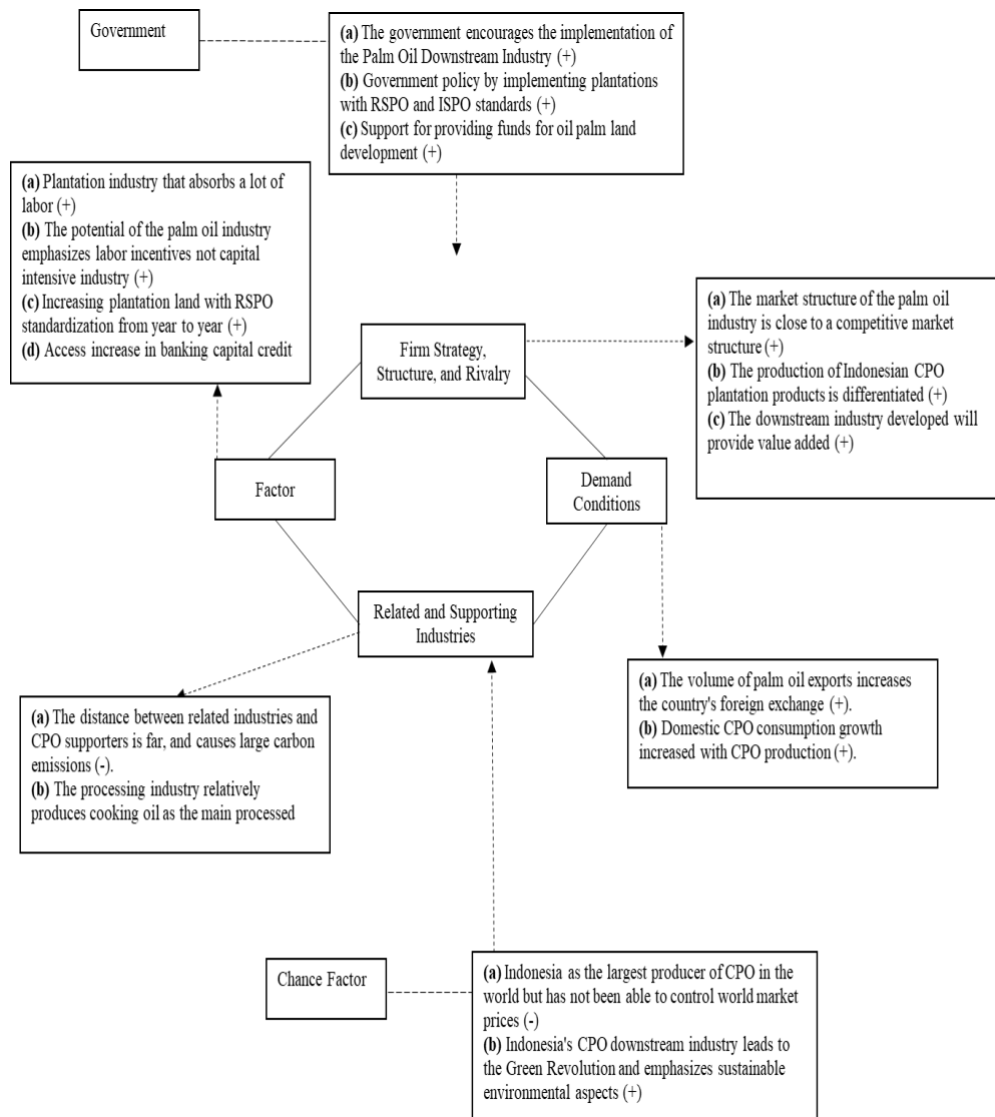 Government
(a) The government encourages the implementation of
the Palm Oil Downstream Industry (+)
(b) Government policy by implementing plantations
with RSPO and ISPO standards (+)
(c) Support for providing funds for oil palm land
development (+)
(a) Plantation industry that absorbs a lot of
labor (+)
(b) The potential of the palm oil industry
emphasizes labor incentives not capital
intensive industry (+)
(c) Increasing plantation land with RSPO
standardization from year to year (+)
(d) Access increase in banking capital credit
Firm Strategy,
Structure, and Rivalry
(a) The market structure of the palm oil
industry is close to a competitive market
structure (+)
(b) The production of Indonesian CPO
plantation products is differentiated (+)
(c) The downstream industry developed will
provide value added (+)
Factor
Demand
Conditions
Related and Supporting
Industries
(a) The distance between related industries and
CPO supporters is far, and causes large carbon
emissions (-).
(b) The processing industry relatively
produces cooking oil as the main processed
(a) The volume of palm oil exports increases
the country's foreign exchange (+).
(b) Domestic CPO consumption growth
increased with CPO production (+).
Chance Factor
(a) Indonesia as the largest producer of CPO in the
world but has not been able to control world market
prices (-)
(b) Indonesia's CPO downstream industry leads to
the Green Revolution and emphasizes sustainable
environmental aspects (+)